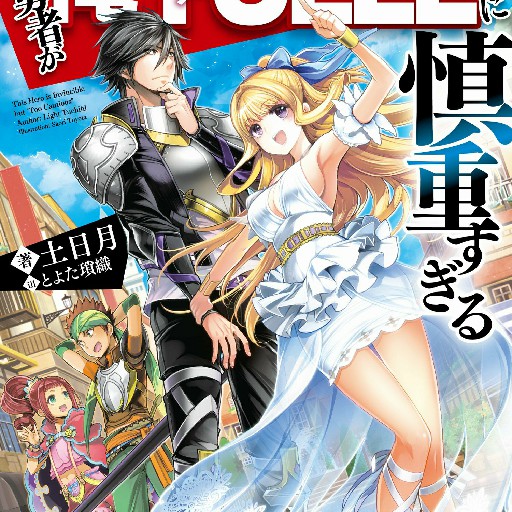 勇者が
に
慎重すぎる
This Hero is Invincible
but "Too Cautious"
Author: Light Tuchihi
Illustration: Saori Toyota
著 土日月
ill とよた瑣織